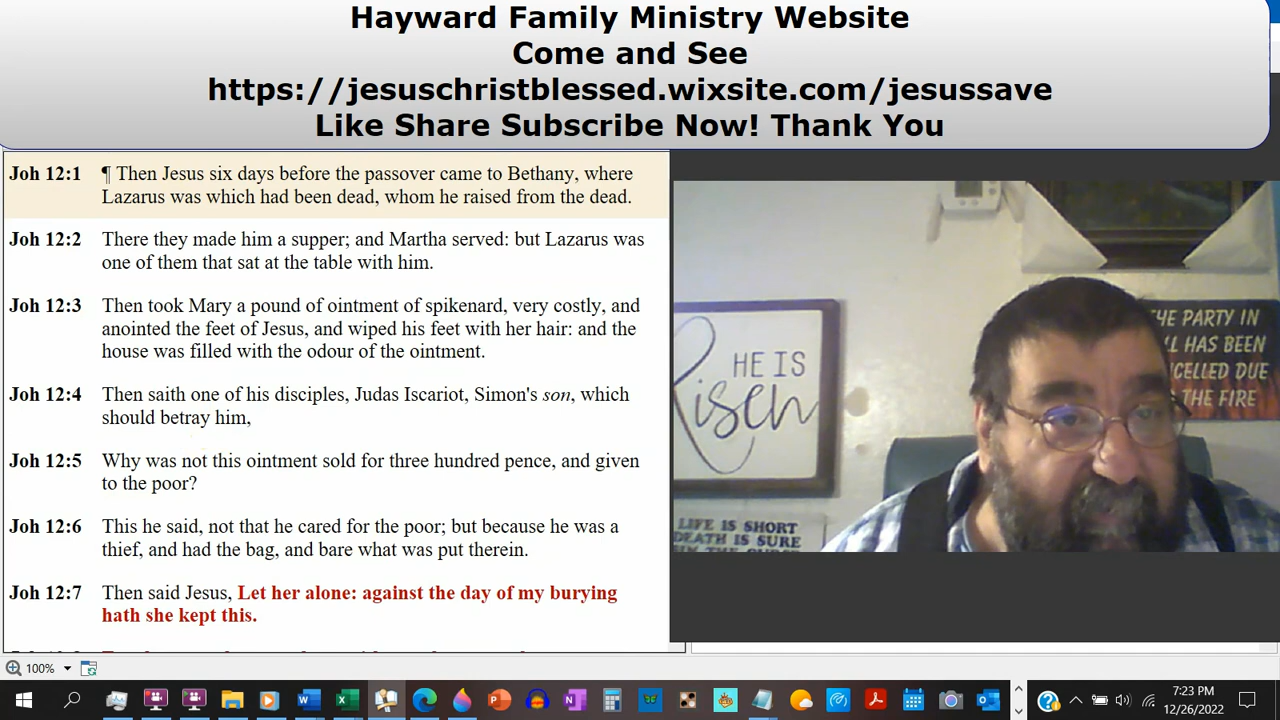 Hayward Family Ministry Website
Come and See
https://jesuschristblessed.wixsite.com/jesussave
Like Share Subscribe Now! Thank You
Joh 12:1 ¶ Then Jesus six days before the passover came to Bethany, where
Lazarus was which had been dead, whom he raised from the dead.
Joh 12:2 There they made him a supper; and Martha served: but Lazarus was
one of them that sat at the table with him.
Joh 12:3 Then took Mary a pound of ointment of spikenard, very costly, and
anointed the feet of Jesus, and wiped his feet with her hair: and the
house was filled with the odour of the ointment.
Joh 12:4 Then saith one of his disciples, Judas Iscariot, Simon's son, which
should betray him,
Joh 12:5 Why was not this ointment sold for three hundred pence, and given
to the poor?
Joh 12:6 This he said, not that he cared for the poor; but because he was a
thief, and had the bag, and bare what was put therein.
Joh 12:7 Then said Jesus, Let her alone: against the day of my burying
hath she kept this.
HE IS
Risen
THE PARTY IN
LL HAS BEEN
NCELLED DUE
THE FIRE
LIFE IS SHORT
DEATH IS SURE
100%
7:23 PM
12/26/2022